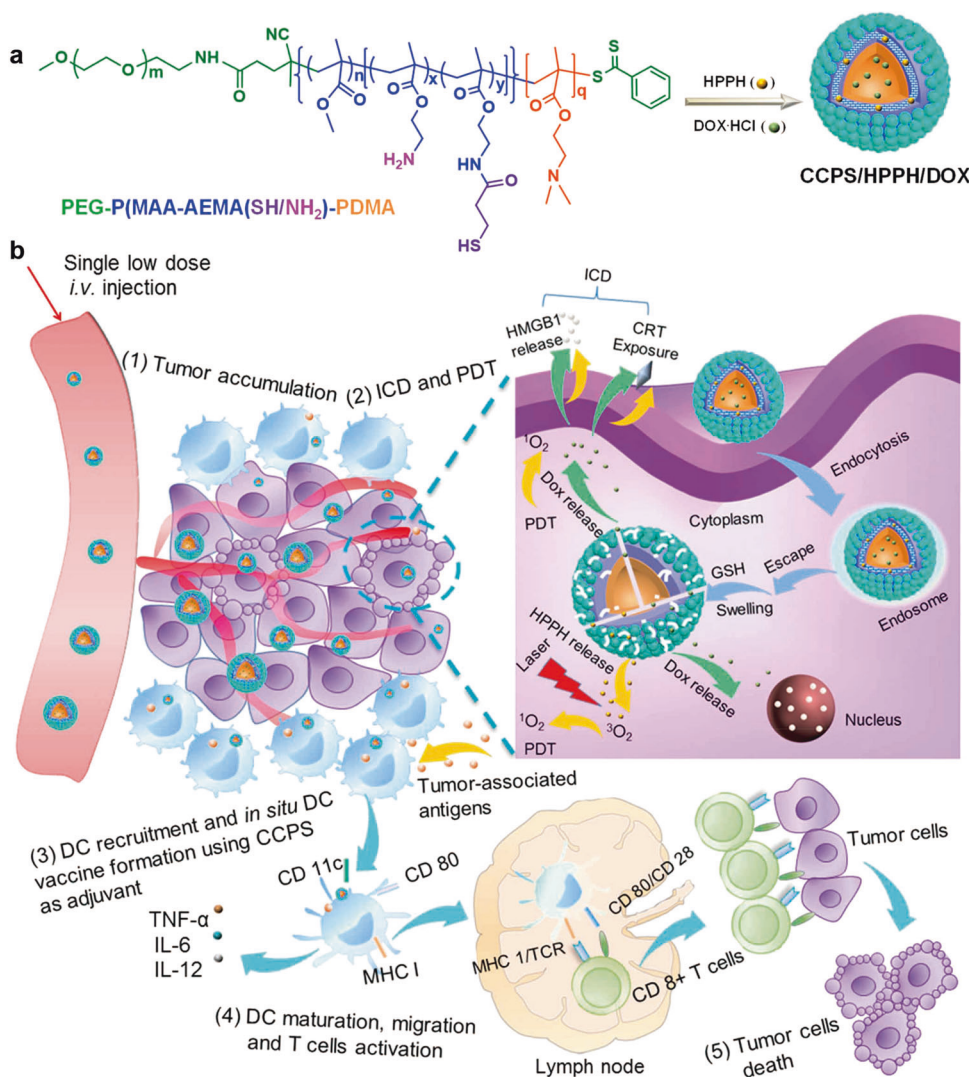 a
O
O
m
NH
O
NC
n
x
y
q
S
S
O
O
O
O
O
O
O
O
H₂N
HN
O
HS
N
HPPH ( )
DOX·HCl ( )
CCPS/HPPH/DOX
PEG-P(MAA-AEMA(SH/NH₂)-PDMA
b
Single low dose
i.v. injection
(1) Tumor accumulation
(2) ICD and PDT
ICD
HMGB1
release
CRT
Exposure
¹O₂
PDT
Dox release
Cytoplasm
Endocytosis
GSH
Escape
Swelling
Endosome
HPPH release
Laser
Dox release
¹O₂
³O₂
PDT
Nucleus
Tumor-associated
antigens
(3) DC recruitment and in situ DC
vaccine formation using CCPS
as adjuvant
CD 11c
CD 80
TNF-α
IL-6
IL-12
MHC I
(4) DC maturation, migration
and T cells activation
CD 80/CD 28
MHC 1/TCR
Lymph node
CD 8+ T cells
Tumor cells
(5) Tumor cells
death